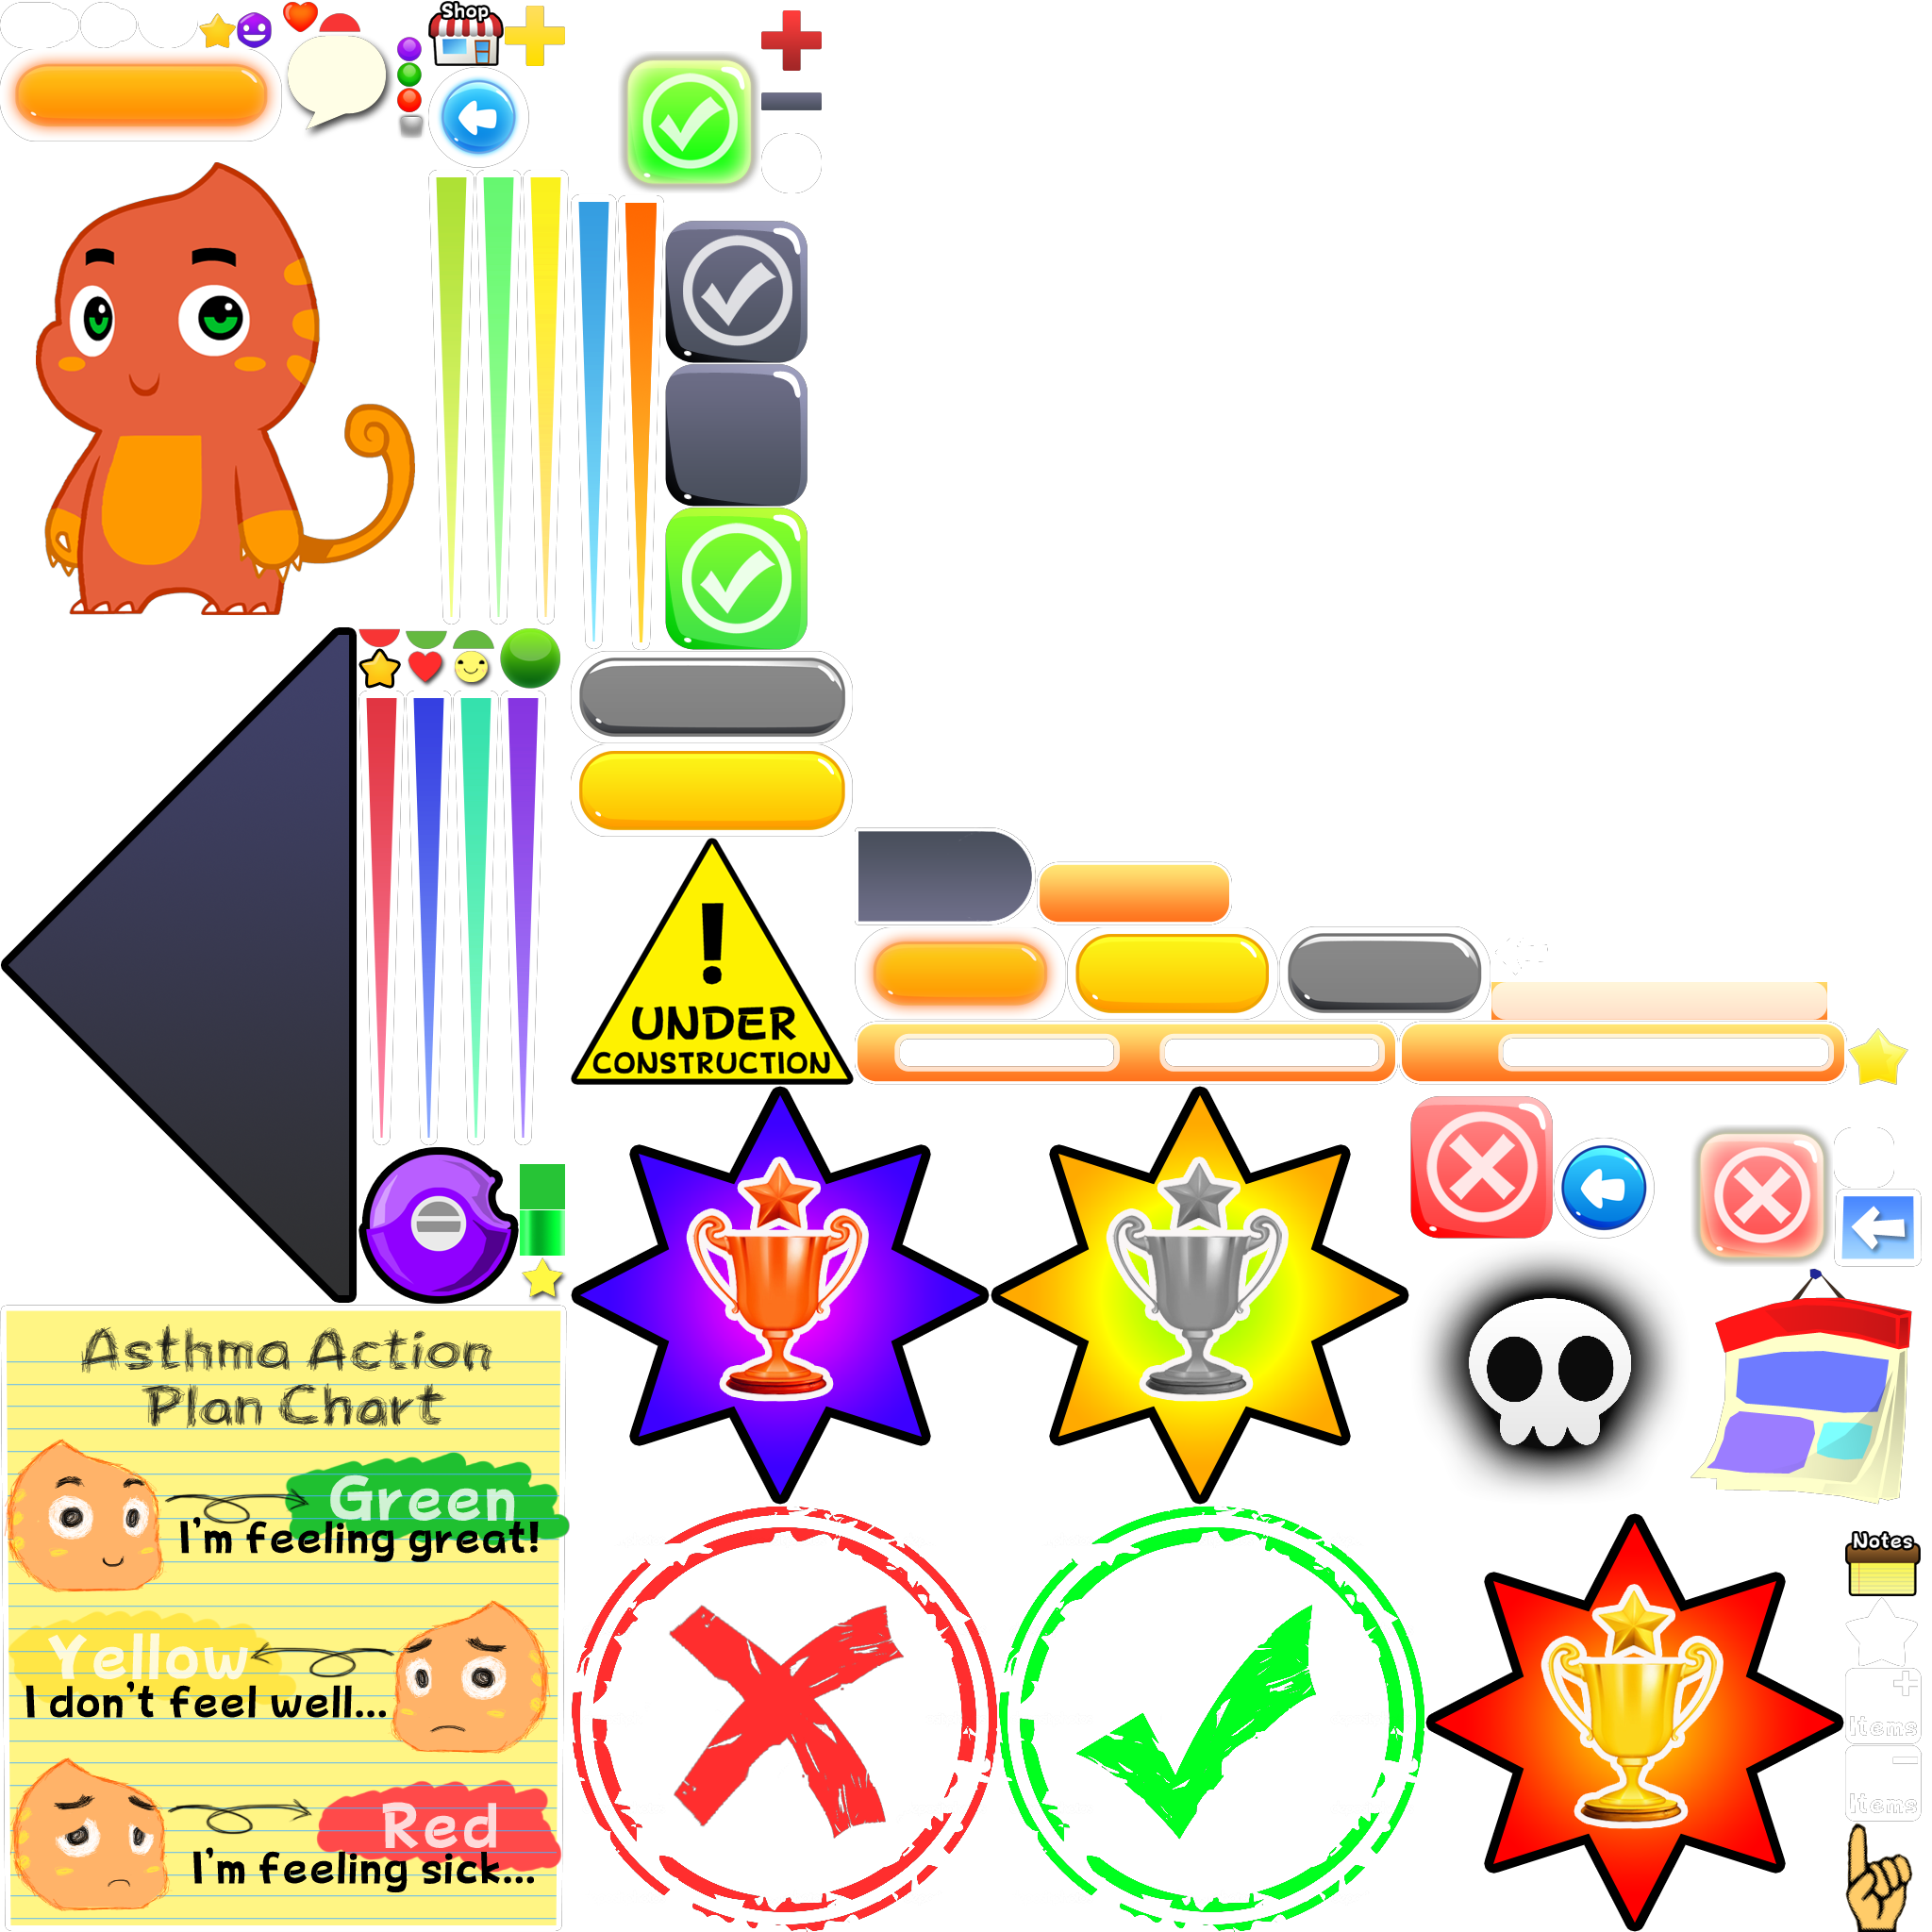 Shop
!
UNDER
CONSTRUCTION
Asthma Action
Plan Chart
Green
I'm feeling great!
Yellow
I don't feel well...
Red
I'm feeling sick...
Notes
+
Items
-
Items